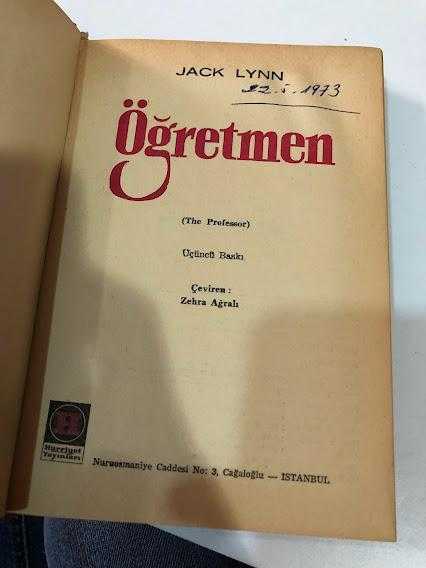 JACK LYNN
22.5.1973
Öğretmen
(The Professor)
Üçüncü Baskı
Çeviren :
Zehra Ağralı
H
Hürriyet
Yayınları
Nuruosmaniye Caddesi No: 3, Cağaloğlu — ISTANBUL